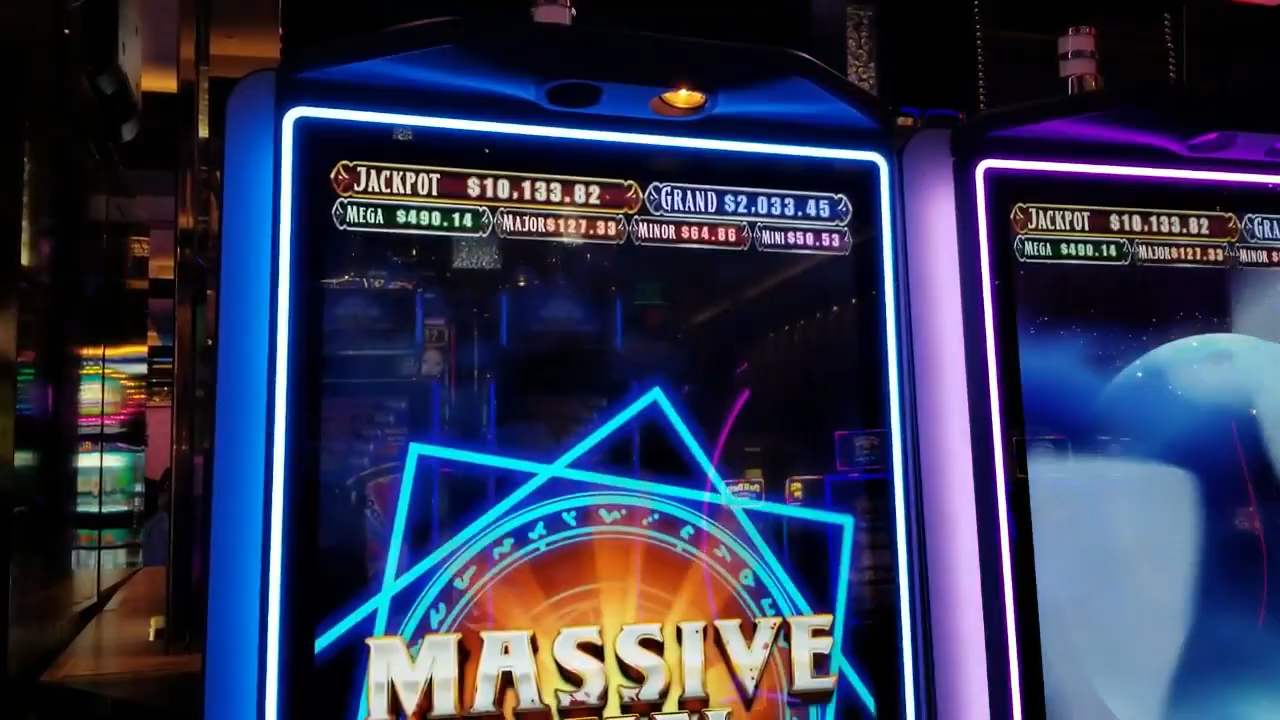 JACKPOT $10,133.82 GRAND $2,033.45
MEGA $490.14 MAJOR $127.33 MINOR $64.86 MINI $50.53
MASSIVE
JACKPOT $10,133.82
MEGA $490.14 MAJOR $127.33 MINOR